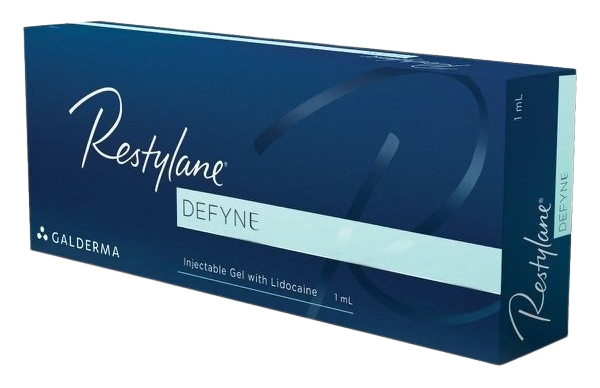 Restylane®
DEFYNE
GALDERMA
Injectable Gel with Lidocaine 1 mL
1 mL
Restylane®
DEFYNE